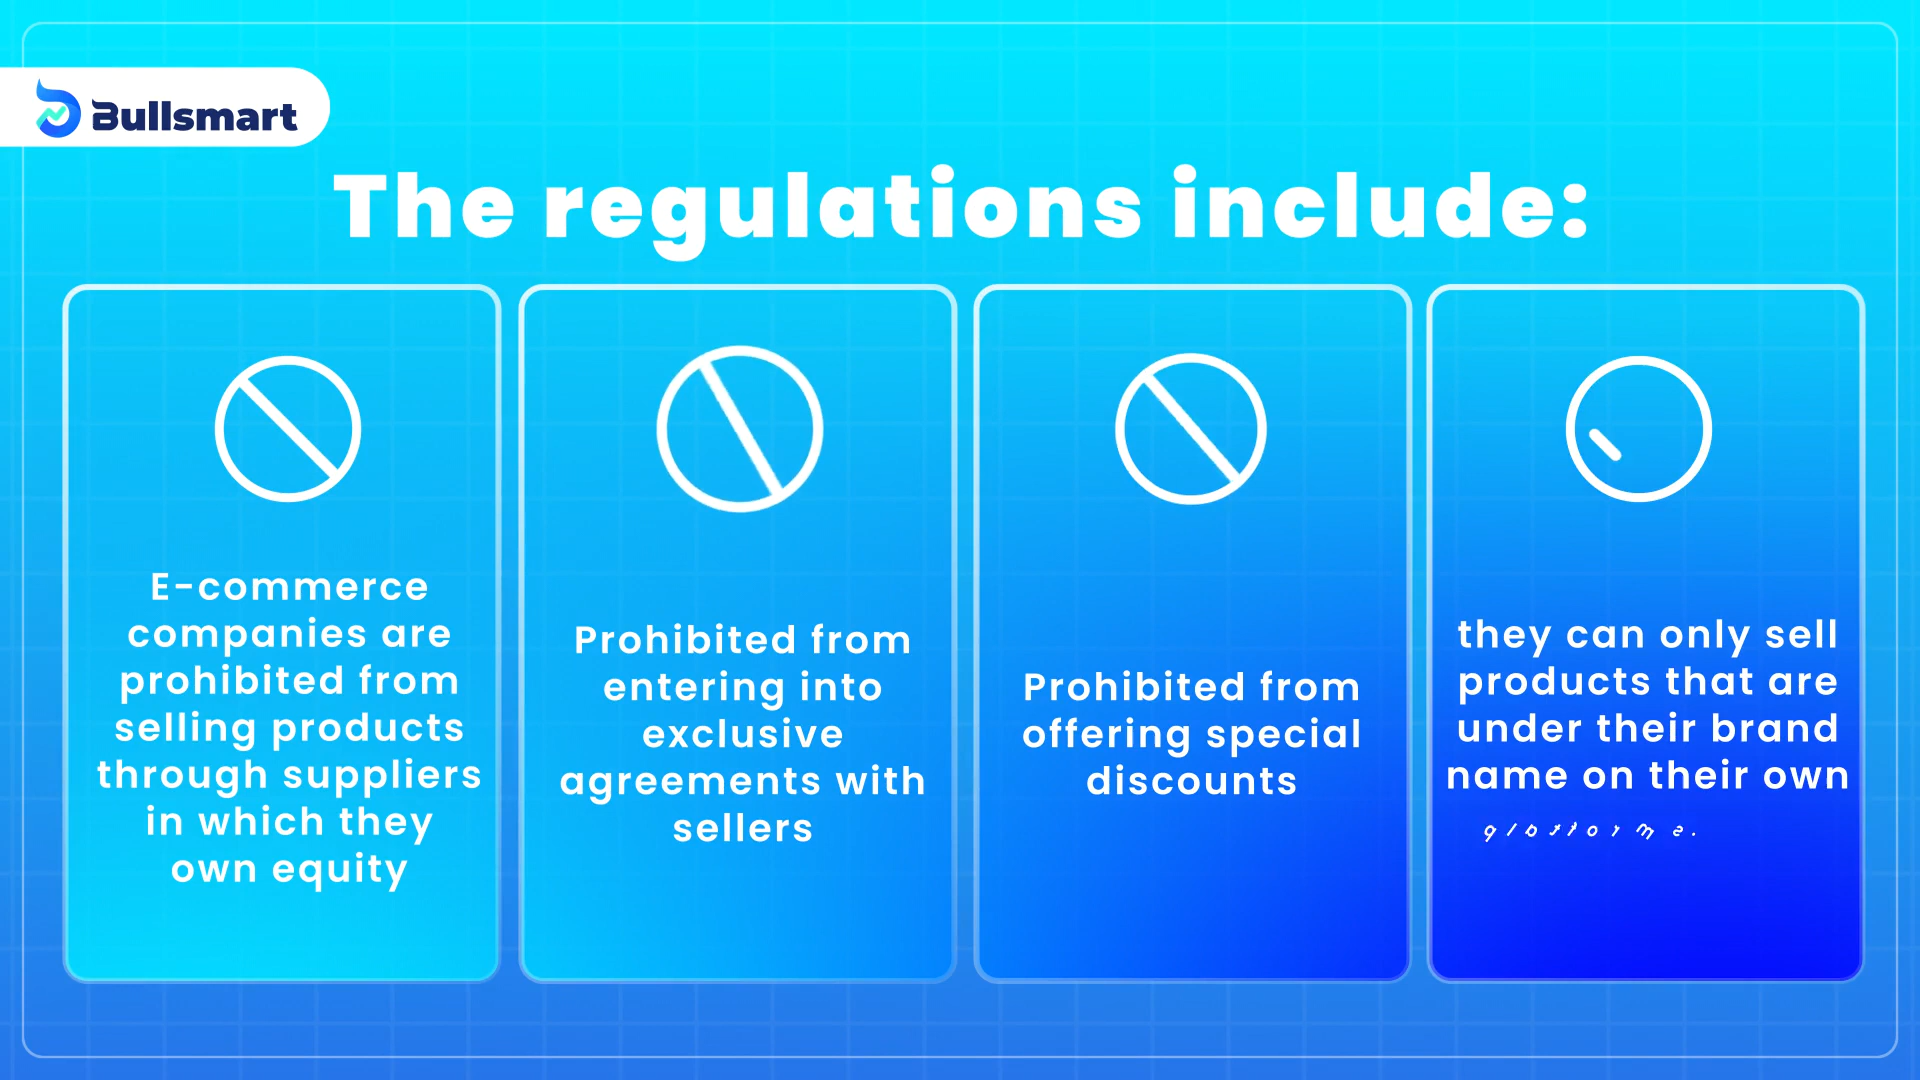 Bullsmart
The regulations include:
E-commerce
companies are
prohibited from
selling products
through suppliers
in which they
own equity
Prohibited from
entering into
exclusive
agreements with
sellers
Prohibited from
offering special
discounts
they can only sell
products that are
under their brand
name on their own
platforms.